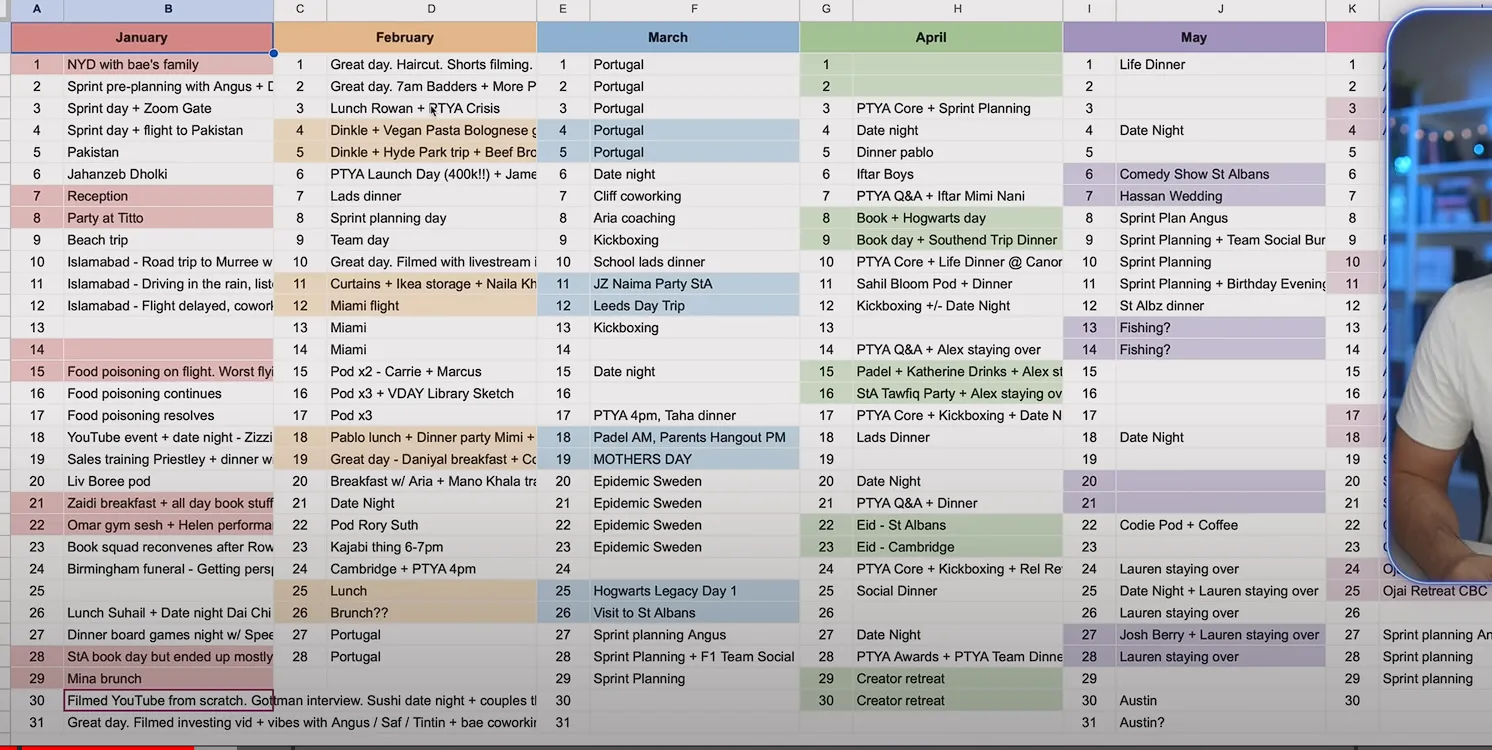 A B C D E F G H I J K
January
1 NYD with bae's family
2 Sprint pre-planning with Angus + D
3 Sprint day + Zoom Gate
4 Sprint day + flight to Pakistan
5 Pakistan
6 Jahanzeb Dholki
7 Reception
8 Party at Titto
9 Beach trip
10 Islamabad - Road trip to Murree w
11 Islamabad - Driving in the rain, list
12 Islamabad - Flight delayed, cowor
13
14
15 Food poisoning on flight. Worst flyi
16 Food poisoning continues
17 Food poisoning resolves
18 YouTube event + date night - Zizzi
19 Sales training Priestley + dinner w
20 Liv Boree pod
21 Zaidi breakfast + all day book stuff
22 Omar gym sesh + Helen performa
23 Book squad reconvenes after Row
24 Birmingham funeral - Getting persp
25
26 Lunch Suhail + Date night Dai Chi
27 Dinner board games night w/ Spee
28 StA book day but ended up mostly
29 Mina brunch
30 Filmed YouTube from scratch. Gottman interview. Sushi date night + couples t
31 Great day. Filmed investing vid + vibes with Angus / Saf / Tintin + bae coworkin
February
1 Great day. Haircut. Shorts filming.
2 Great day. 7am Badders + More P
3 Lunch Rowan + PTYA Crisis
4 Dinkle + Vegan Pasta Bolognese g
5 Dinkle + Hyde Park trip + Beef Bro
6 PTYA Launch Day (400k!!) + Jame
7 Lads dinner
8 Sprint planning day
9 Team day
10 Great day. Filmed with livestream i
11 Curtains + Ikea storage + Naila Kh
12 Miami flight
13 Miami
14 Miami
15 Pod x2 - Carrie + Marcus
16 Pod x3 + VDAY Library Sketch
17 Pod x3
18 Pablo lunch + Dinner party Mimi +
19 Great day - Daniyal breakfast + Co
20 Breakfast w/ Aria + Mano Khala tra
21 Date Night
22 Pod Rory Suth
23 Kajabi thing 6-7pm
24 Cambridge + PTYA 4pm
25 Lunch
26 Brunch??
27 Portugal
28 Portugal
March
1 Portugal
2 Portugal
3 Portugal
4 Portugal
5 Portugal
6 Date night
7 Cliff coworking
8 Aria coaching
9 Kickboxing
10 School lads dinner
11 JZ Naima Party StA
12 Leeds Day Trip
13 Kickboxing
14
15 Date night
16
17 PTYA 4pm, Taha dinner
18 Padel AM, Parents Hangout PM
19 MOTHERS DAY
20 Epidemic Sweden
21 Epidemic Sweden
22 Epidemic Sweden
23 Epidemic Sweden
24
25 Hogwarts Legacy Day 1
26 Visit to St Albans
27 Sprint planning Angus
28 Sprint Planning + F1 Team Social
29 Sprint Planning
30
31
April
1
2
3 PTYA Core + Sprint Planning
4 Date night
5 Dinner pablo
6 Iftar Boys
7 PTYA Q&A + Iftar Mimi Nani
8 Book + Hogwarts day
9 Book day + Southend Trip Dinner
10 PTYA Core + Life Dinner @ Canon
11 Sahil Bloom Pod + Dinner
12 Kickboxing +/- Date Night
13
14 PTYA Q&A + Alex staying over
15 Padel + Katherine Drinks + Alex st
16 StA Tawfiq Party + Alex staying ov
17 PTYA Core + Kickboxing + Date N
18 Lads Dinner
19
20 Date Night
21 PTYA Q&A + Dinner
22 Eid - St Albans
23 Eid - Cambridge
24 PTYA Core + Kickboxing + Rel Re
25 Social Dinner
26
27 Date Night
28 PTYA Awards + PTYA Team Dinne
29 Creator retreat
30 Creator retreat
May
1 Life Dinner
2
3
4 Date Night
5
6 Comedy Show St Albans
7 Hassan Wedding
8 Sprint Plan Angus
9 Sprint Planning + Team Social Bur
10 Sprint Planning
11 Sprint Planning + Birthday Evening
12 St Albz dinner
13 Fishing?
14 Fishing?
15
16
17
18 Date Night
19
20
21
22 Codie Pod + Coffee
23
24 Lauren staying over
25 Date Night + Lauren staying over
26 Lauren staying over
27 Josh Berry + Lauren staying over
28 Lauren staying over
29
30 Austin
31 Austin?
1
2
3
4
5
6
7
8
9
10
11
12
13
14
15
16
17
18
19
20
21
22
23
24 Oj
25 Ojai Retreat CBC
26
27 Sprint planning An
28 Sprint planning
29 Sprint planning
30